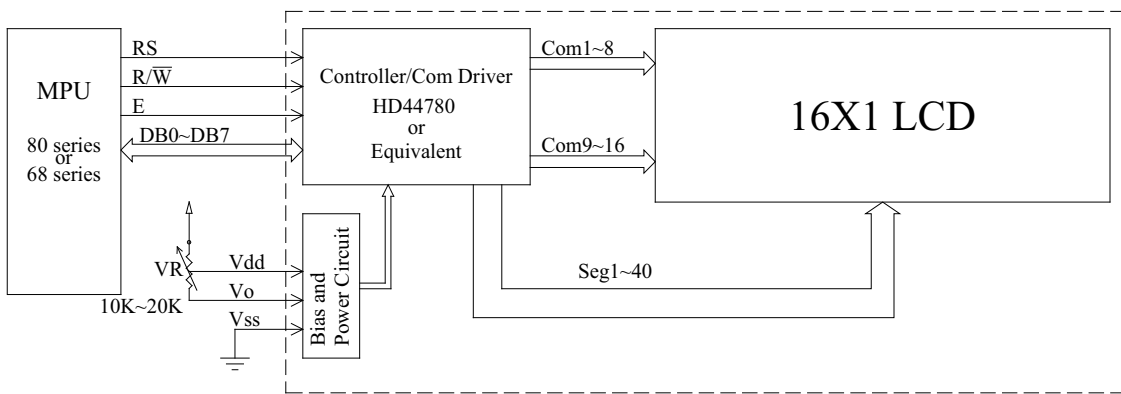 MPU
80 series
or
68 series
RS
R/W̅
E
DB0~DB7
Controller/Com Driver
HD44780
or
Equivalent
Com1~8
Com9~16
16X1 LCD
VR
10K~20K
Vdd
Vo
Vss
Bias and
Power Circuit
Seg1~40